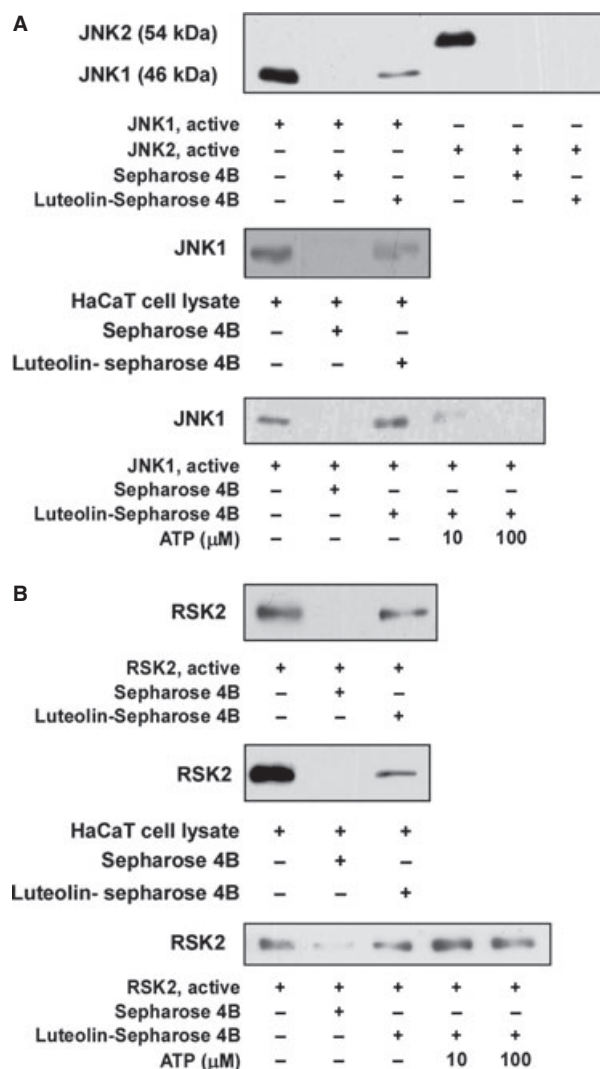 A
JNK2 (54 kDa)
JNK1 (46 kDa)
JNK1, active + + + – – –
JNK2, active – – – + + +
Sepharose 4B – + – – + –
Luteolin-Sepharose 4B – – + – – +
JNK1
HaCaT cell lysate + + +
Sepharose 4B – + –
Luteolin- sepharose 4B – – +
JNK1
JNK1, active + + + + +
Sepharose 4B – + – – –
Luteolin-Sepharose 4B – – + + +
ATP (μM) – – – 10 100
B
RSK2
RSK2, active + + +
Sepharose 4B – + –
Luteolin-Sepharose 4B – – +
RSK2
HaCaT cell lysate + + +
Sepharose 4B – + –
Luteolin- sepharose 4B – – +
RSK2
RSK2, active + + + + +
Sepharose 4B – + – – –
Luteolin-Sepharose 4B – – + + +
ATP (μM) – – – 10 100